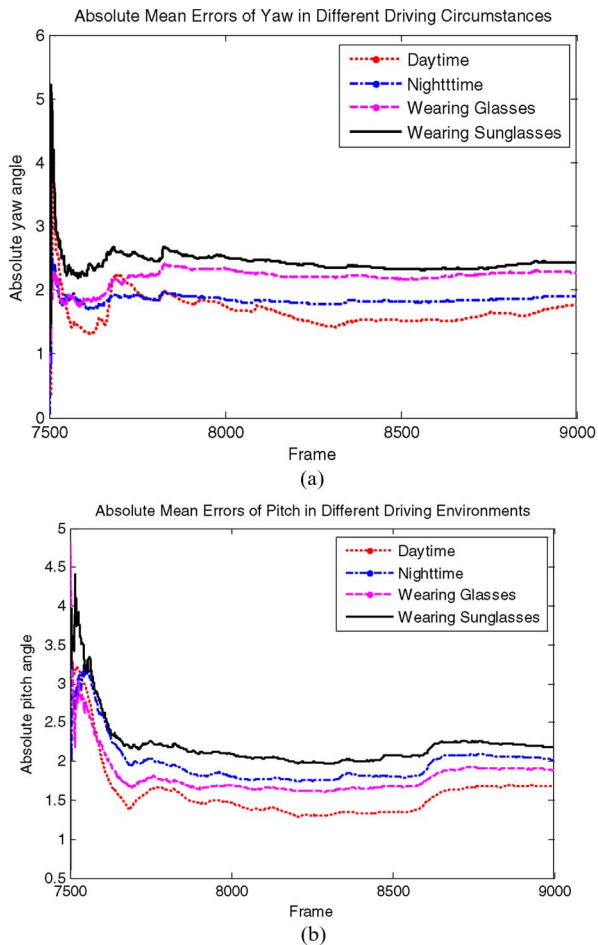 Absolute Mean Errors of Yaw in Different Driving Circumstances
6
5
4
3
2
1
0
Absolute yaw angle
Daytime
Nightttime
Wearing Glasses
Wearing Sunglasses
7500 8000 8500 9000
Frame
(a)
Absolute Mean Errors of Pitch in Different Driving Environments
5
4.5
4
3.5
3
2.5
2
1.5
1
0.5
Absolute pitch angle
Daytime
Nighttime
Wearing Glasses
Wearing Sunglasses
7500 8000 8500 9000
Frame
(b)